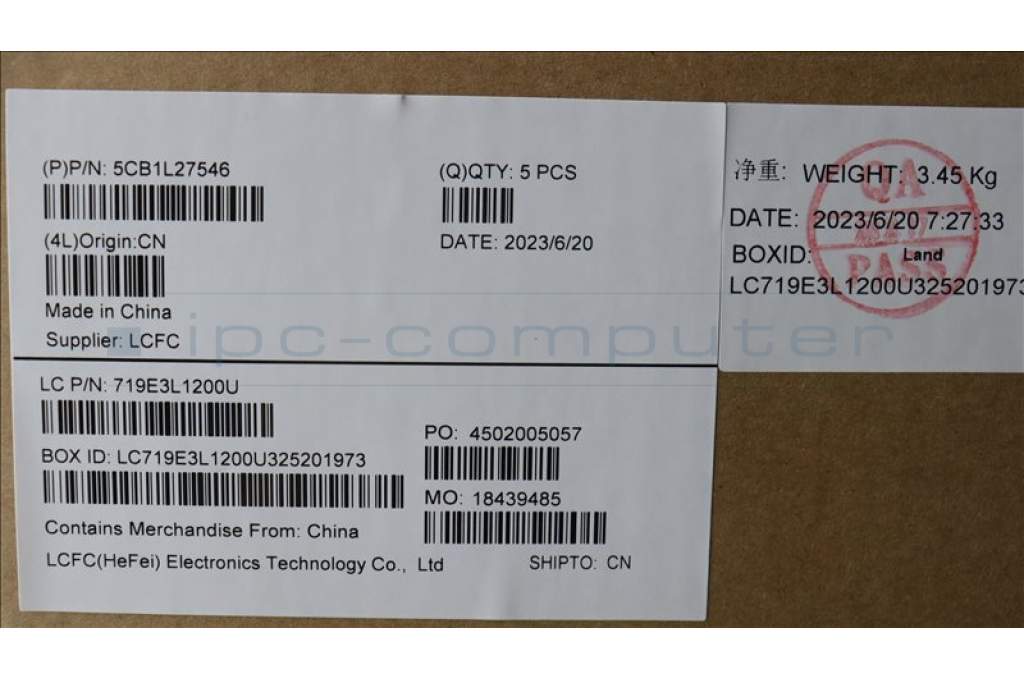 (P)P/N: 5CB1L27546
(Q)QTY: 5 PCS
(4L)Origin:CN
DATE: 2023/6/20
Made in China
Supplier: LCFC
LC P/N: 719E3L1200U
PO: 4502005057
BOX ID: LC719E3L1200U325201973
MO: 18439485
Contains Merchandise From: China
LCFC(HeFei) Electronics Technology Co., Ltd
SHIPTO: CN
净重: WEIGHT: 3.45 Kg
DATE: 2023/6/20 7:27:33
BOXID: Land
LC719E3L1200U325201973
QA
PASS
ipc-computer